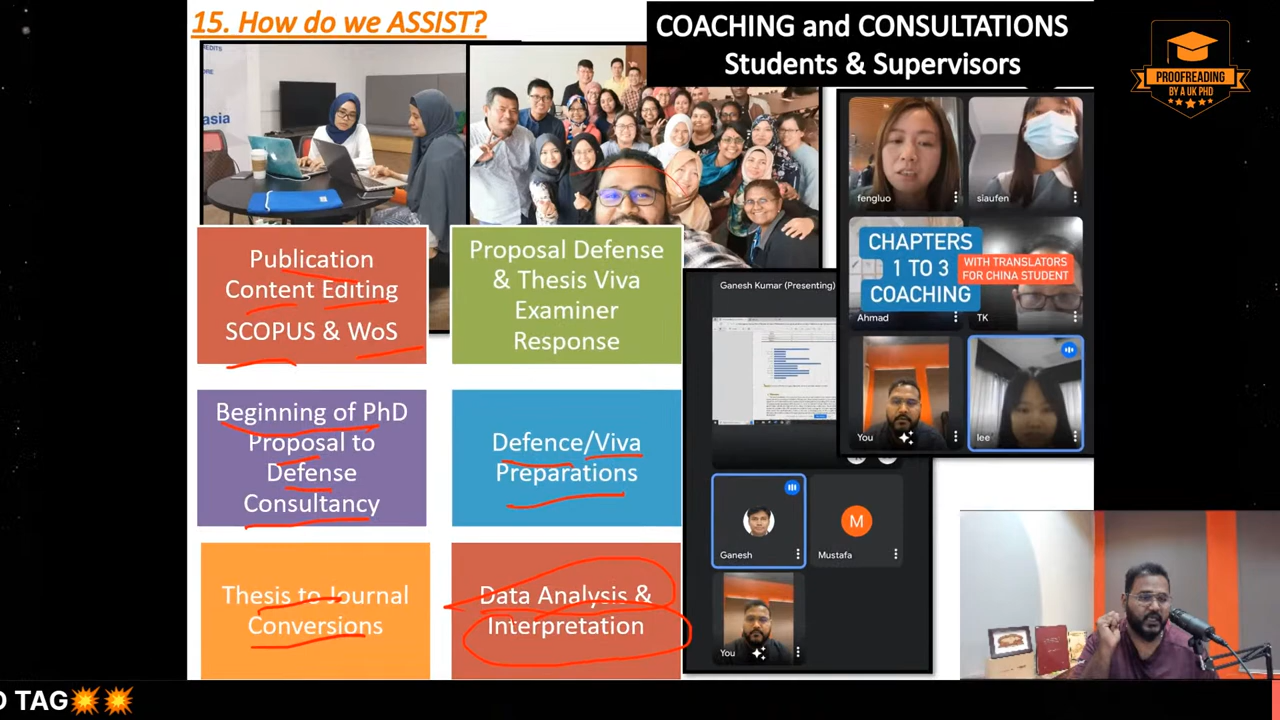 15. How do we ASSIST?
COACHING and CONSULTATIONS
Students & Supervisors
PROOFREADING
BY A UK PHD
asia
fengluo
siaufen
CHAPTERS
1 TO 3
COACHING
WITH TRANSLATORS
FOR CHINA STUDENT
Ahmad
TK
You
lee
Publication
Content Editing
SCOPUS & WoS
Proposal Defense
& Thesis Viva
Examiner
Response
Ganesh Kumar (Presenting)
Beginning of PhD
Proposal to
Defense
Consultancy
Defence/Viva
Preparations
Ganesh
M
Mustafa
Thesis to Journal
Conversions
Data Analysis &
Interpretation
You
TAG💥💥